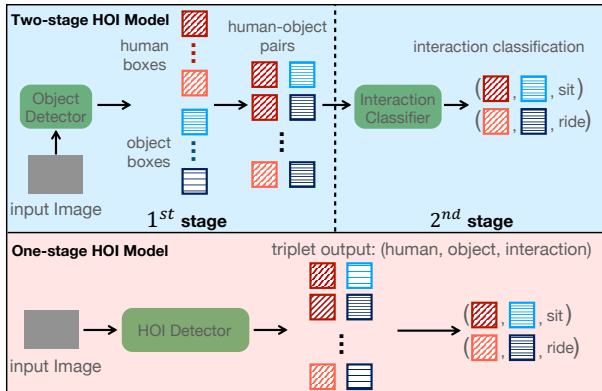 Two-stage HOI Model
human
boxes
human-object
pairs
interaction classification
Object
Detector
Interaction
Classifier
( , , sit)
( , , ride)
object
boxes
input Image
1st stage
2nd stage
One-stage HOI Model
triplet output: (human, object, interaction)
HOI Detector
( , , sit)
( , , ride)
input Image